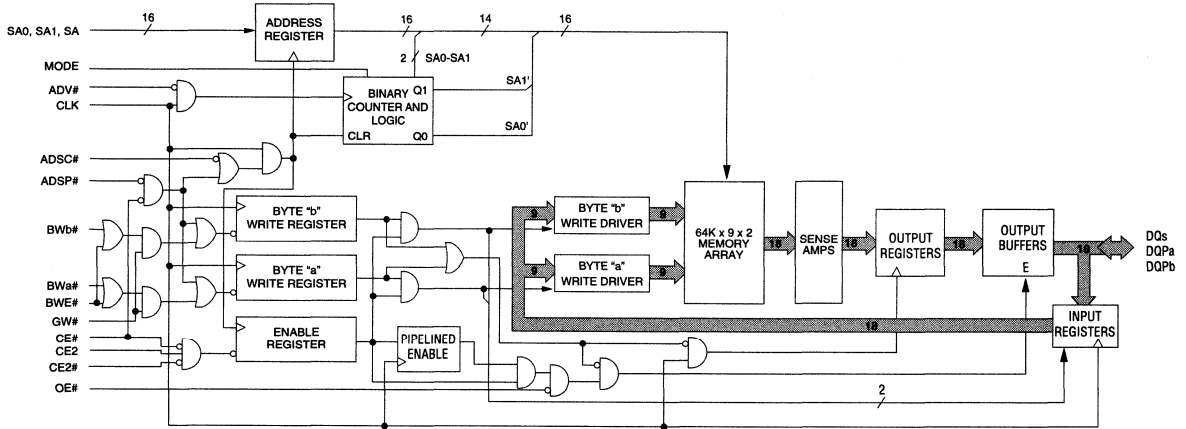 SA0, SA1, SA
16
ADDRESS
REGISTER
16
14
16
2
SA0-SA1
MODE
ADV#
CLK
BINARY
COUNTER AND
LOGIC
Q1
CLR
Q0
SA1'
SA0'
ADSC#
ADSP#
BWb#
BWa#
BWE#
GW#
CE#
CE2
CE2#
OE#
BYTE "b"
WRITE REGISTER
BYTE "a"
WRITE REGISTER
ENABLE
REGISTER
PIPELINED
ENABLE
9
BYTE "b"
WRITE DRIVER
9
9
BYTE "a"
WRITE DRIVER
9
64K x 9 x 2
MEMORY
ARRAY
18
SENSE
AMPS
18
OUTPUT
REGISTERS
18
OUTPUT
BUFFERS
E
18
DQs
DQPa
DQPb
18
INPUT
REGISTERS
2